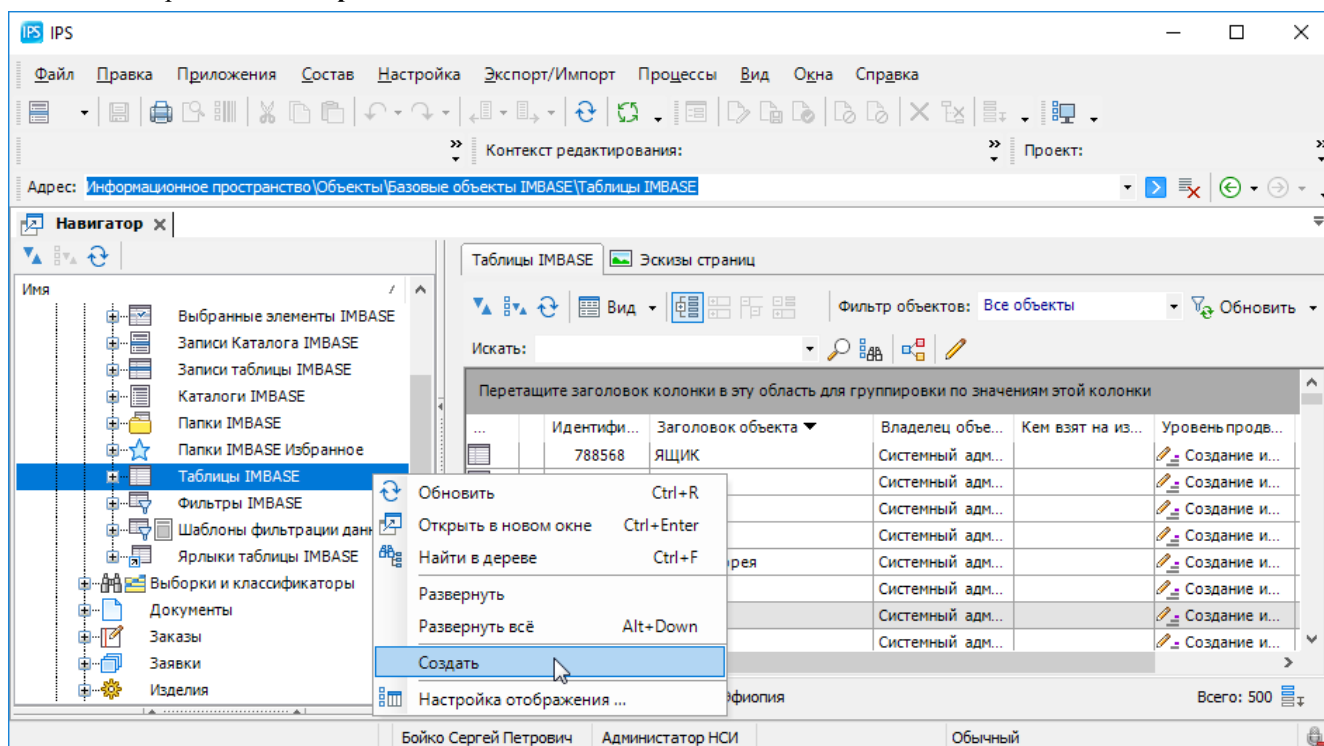 IPS
Файл Правка Приложения Состав Настройка Экспорт/Импорт Процессы Вид Окна Справка
Контекст редактирования: Проект:
Адрес: Информационное пространство\Объекты\Базовые объекты IMBASE\Таблицы IMBASE
Навигатор
Таблицы IMBASE Эскизы страниц
Имя
Вид Фильтр объектов: Все объекты Обновить
Искать:
Перетащите заголовок колонки в эту область для группировки по значениям этой колонки
... Идентифи... Заголовок объекта Владелец объе... Кем взят на из... Уровень продв...
788568 ЯЩИК Системный адм... Создание и...
Системный адм... Создание и...
Системный адм... Создание и...
Системный адм... Создание и...
орея Системный адм... Создание и...
Системный адм... Создание и...
Системный адм... Создание и...
Системный адм... Создание и...
Выбранные элементы IMBASE
Записи Каталога IMBASE
Записи таблицы IMBASE
Каталоги IMBASE
Папки IMBASE
Папки IMBASE Избранное
Таблицы IMBASE
Фильтры IMBASE
Шаблоны фильтрации данн
Ярлыки таблицы IMBASE
Выборки и классификаторы
Документы
Заказы
Заявки
Изделия
Обновить Ctrl+R
Открыть в новом окне Ctrl+Enter
Найти в дереве Ctrl+F
Развернуть
Развернуть всё Alt+Down
Создать
Настройка отображения ...
Эфиопия Всего: 500
Бойко Сергей Петрович Администатор НСИ Обычный